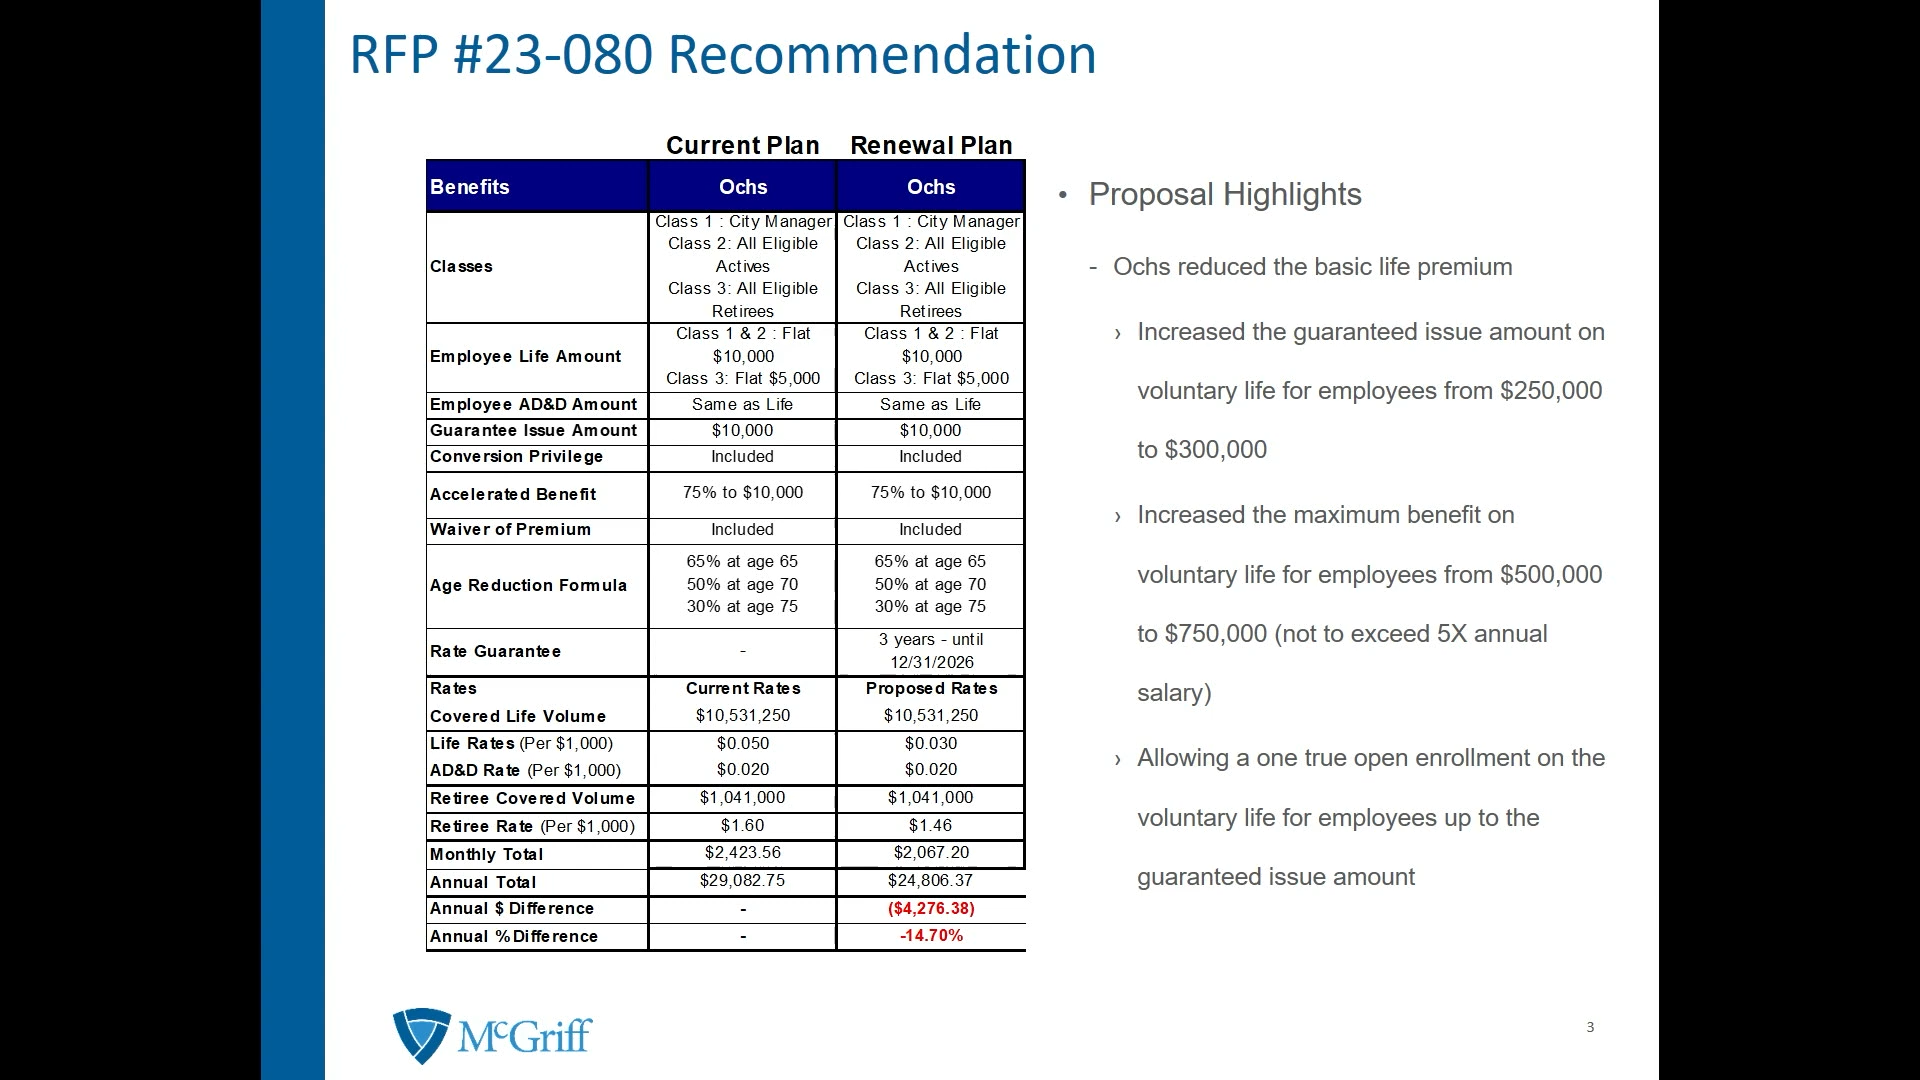 RFP #23-080 Recommendation
Current Plan Renewal Plan
Benefits Ochs Ochs
Classes
Class 1 : City Manager
Class 2: All Eligible
Actives
Class 3: All Eligible
Retirees
Class 1 : City Manager
Class 2: All Eligible
Actives
Class 3: All Eligible
Retirees
Employee Life Amount
Class 1 & 2 : Flat
$10,000
Class 3: Flat $5,000
Class 1 & 2 : Flat
$10,000
Class 3: Flat $5,000
Employee AD&D Amount Same as Life Same as Life
Guarantee Issue Amount $10,000 $10,000
Conversion Privilege Included Included
Accelerated Benefit 75% to $10,000 75% to $10,000
Waiver of Premium Included Included
Age Reduction Formula
65% at age 65
50% at age 70
30% at age 75
65% at age 65
50% at age 70
30% at age 75
Rate Guarantee -
3 years - until
12/31/2026
Rates Current Rates Proposed Rates
Covered Life Volume $10,531,250 $10,531,250
Life Rates (Per $1,000) $0.050 $0.030
AD&D Rate (Per $1,000) $0.020 $0.020
Retiree Covered Volume $1,041,000 $1,041,000
Retiree Rate (Per $1,000) $1.60 $1.46
Monthly Total $2,423.56 $2,067.20
Annual Total $29,082.75 $24,806.37
Annual $ Difference - ($4,276.38)
Annual % Difference - -14.70%
• Proposal Highlights
- Ochs reduced the basic life premium
› Increased the guaranteed issue amount on
voluntary life for employees from $250,000
to $300,000
› Increased the maximum benefit on
voluntary life for employees from $500,000
to $750,000 (not to exceed 5X annual
salary)
› Allowing a one true open enrollment on the
voluntary life for employees up to the
guaranteed issue amount
McGriff
3